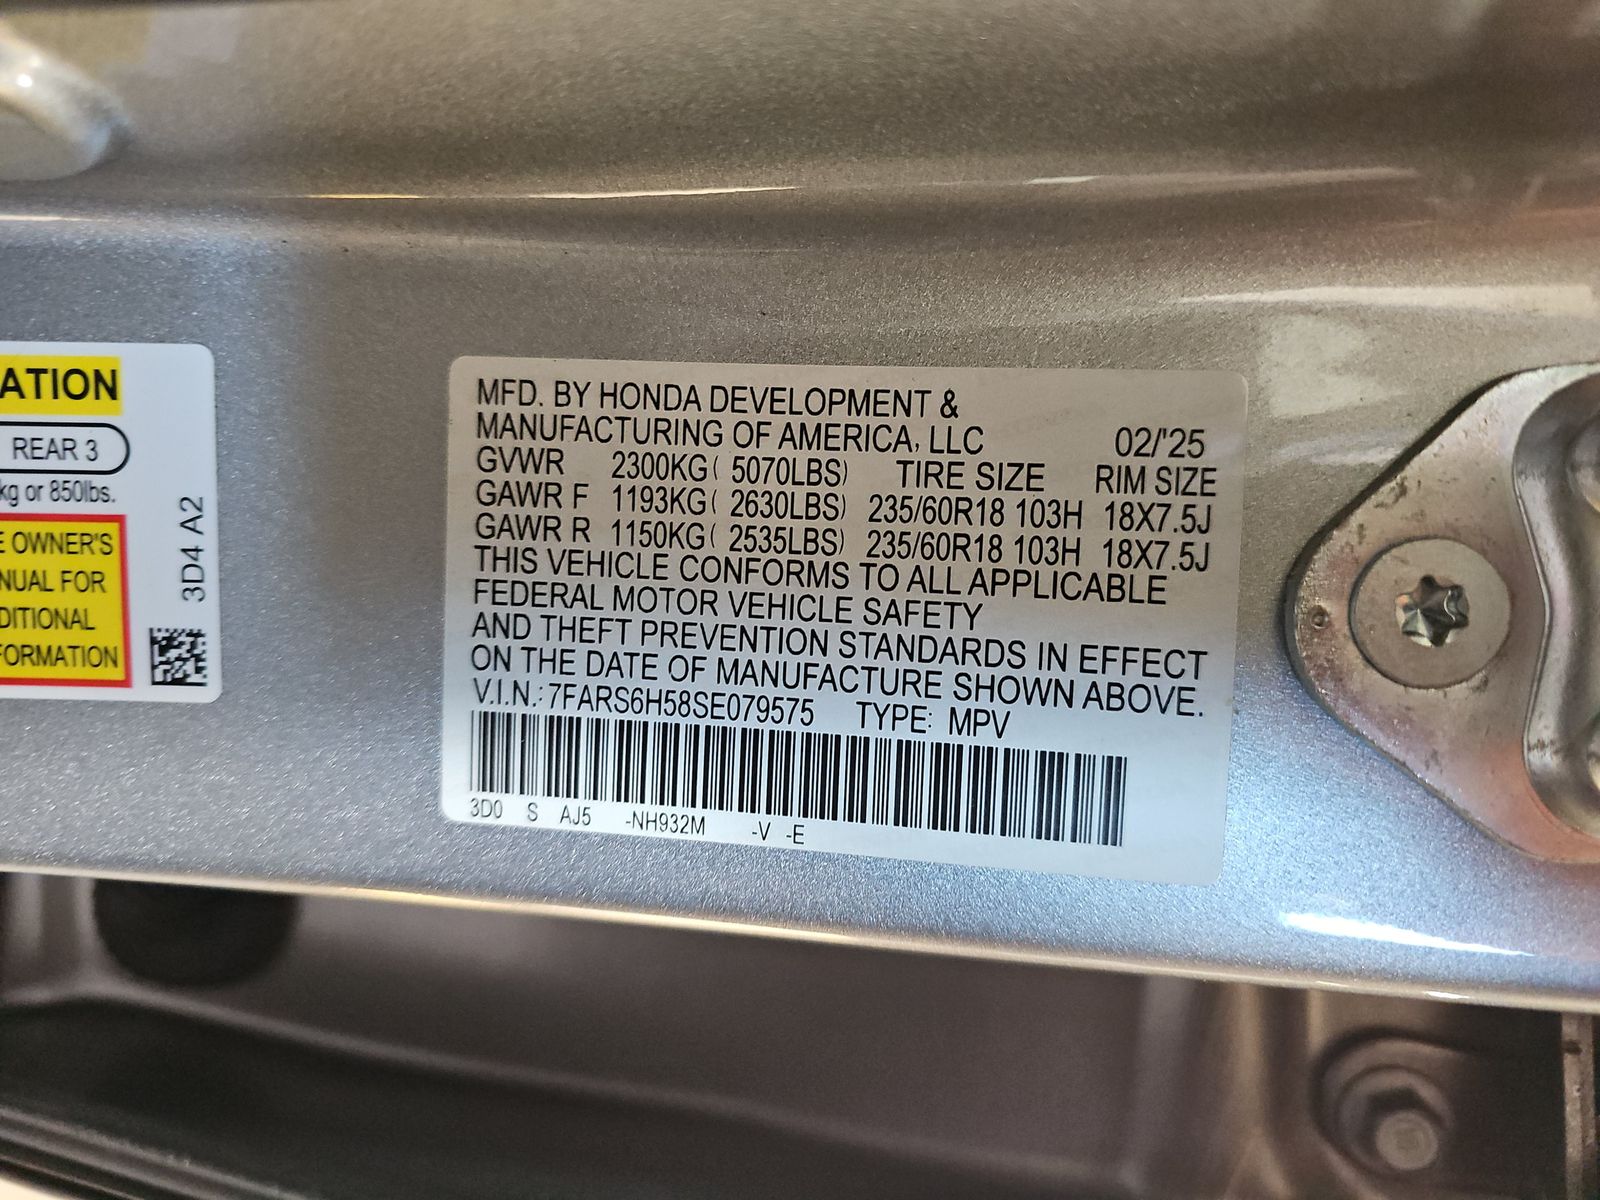 ATION
REAR 3
kg or 850lbs.
E OWNER'S
NUAL FOR
DITIONAL
FORMATION
3D4 A2
MFD. BY HONDA DEVELOPMENT &
MANUFACTURING OF AMERICA, LLC 02/'25
GVWR 2300KG( 5070LBS) TIRE SIZE RIM SIZE
GAWR F 1193KG( 2630LBS) 235/60R18 103H 18X7.5J
GAWR R 1150KG( 2535LBS) 235/60R18 103H 18X7.5J
THIS VEHICLE CONFORMS TO ALL APPLICABLE
FEDERAL MOTOR VEHICLE SAFETY
AND THEFT PREVENTION STANDARDS IN EFFECT
ON THE DATE OF MANUFACTURE SHOWN ABOVE.
V.I.N.: 7FARS6H58SE079575 TYPE: MPV
3D0 S AJ5 -NH932M -V -E